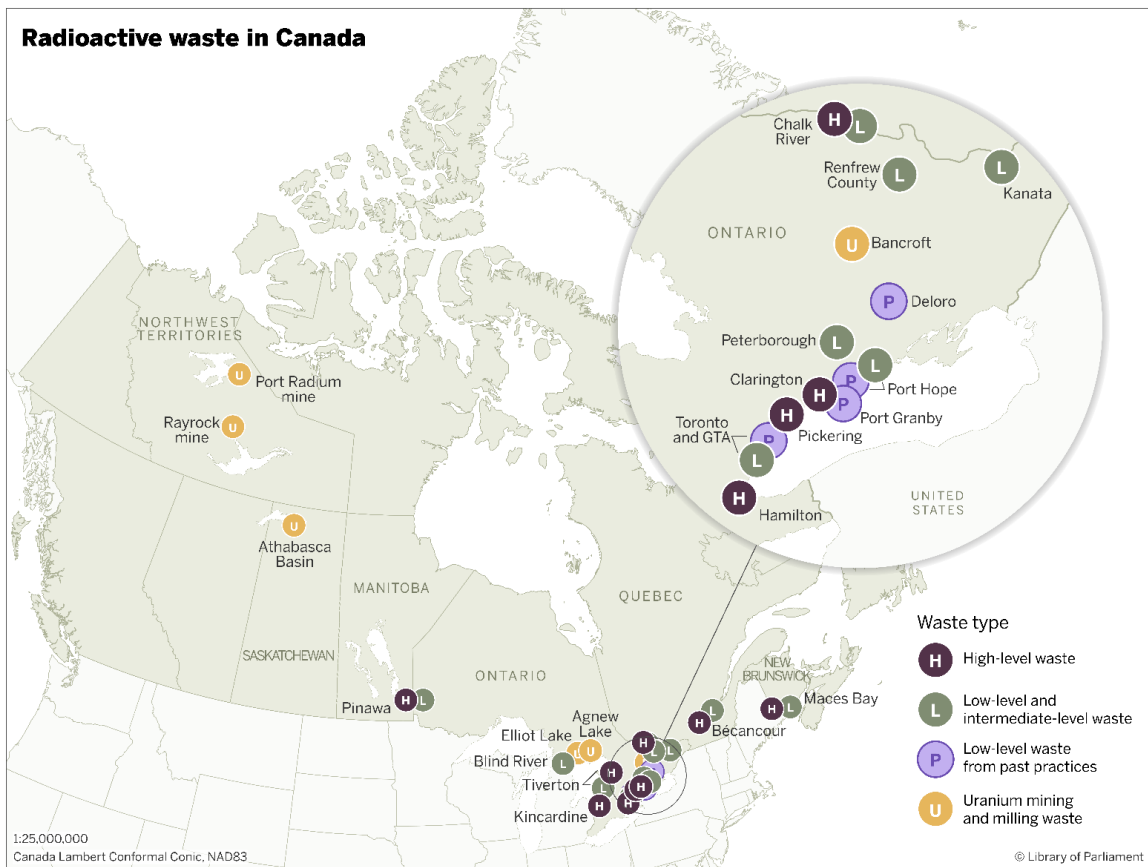 Radioactive waste in Canada
H
L
Chalk
River
L
Renfrew
County
L
Kanata
ONTARIO
U
Bancroft
P
Deloro
Peterborough
L
L
Clarington
H
P
Port Hope
P
Port Granby
H
Pickering
Toronto
and GTA
P
L
H
Hamilton
UNITED
STATES
NORTHWEST
TERRITORIES
U
Port Radium
mine
Rayrock
mine
U
U
Athabasca
Basin
MANITOBA
QUEBEC
SASKATCHEWAN
ONTARIO
NEW
BRUNSWICK
Pinawa
H
L
Maces Bay
H
L
Bécancour
H
L
Agnew
Lake
Elliot Lake
U
U
Blind River
L
Tiverton
H
L
Kincardine
H
H
L
H
H
Waste type
H
High-level waste
L
Low-level and
intermediate-level waste
P
Low-level waste
from past practices
U
Uranium mining
and milling waste
1:25,000,000
Canada Lambert Conformal Conic, NAD83
© Library of Parliament